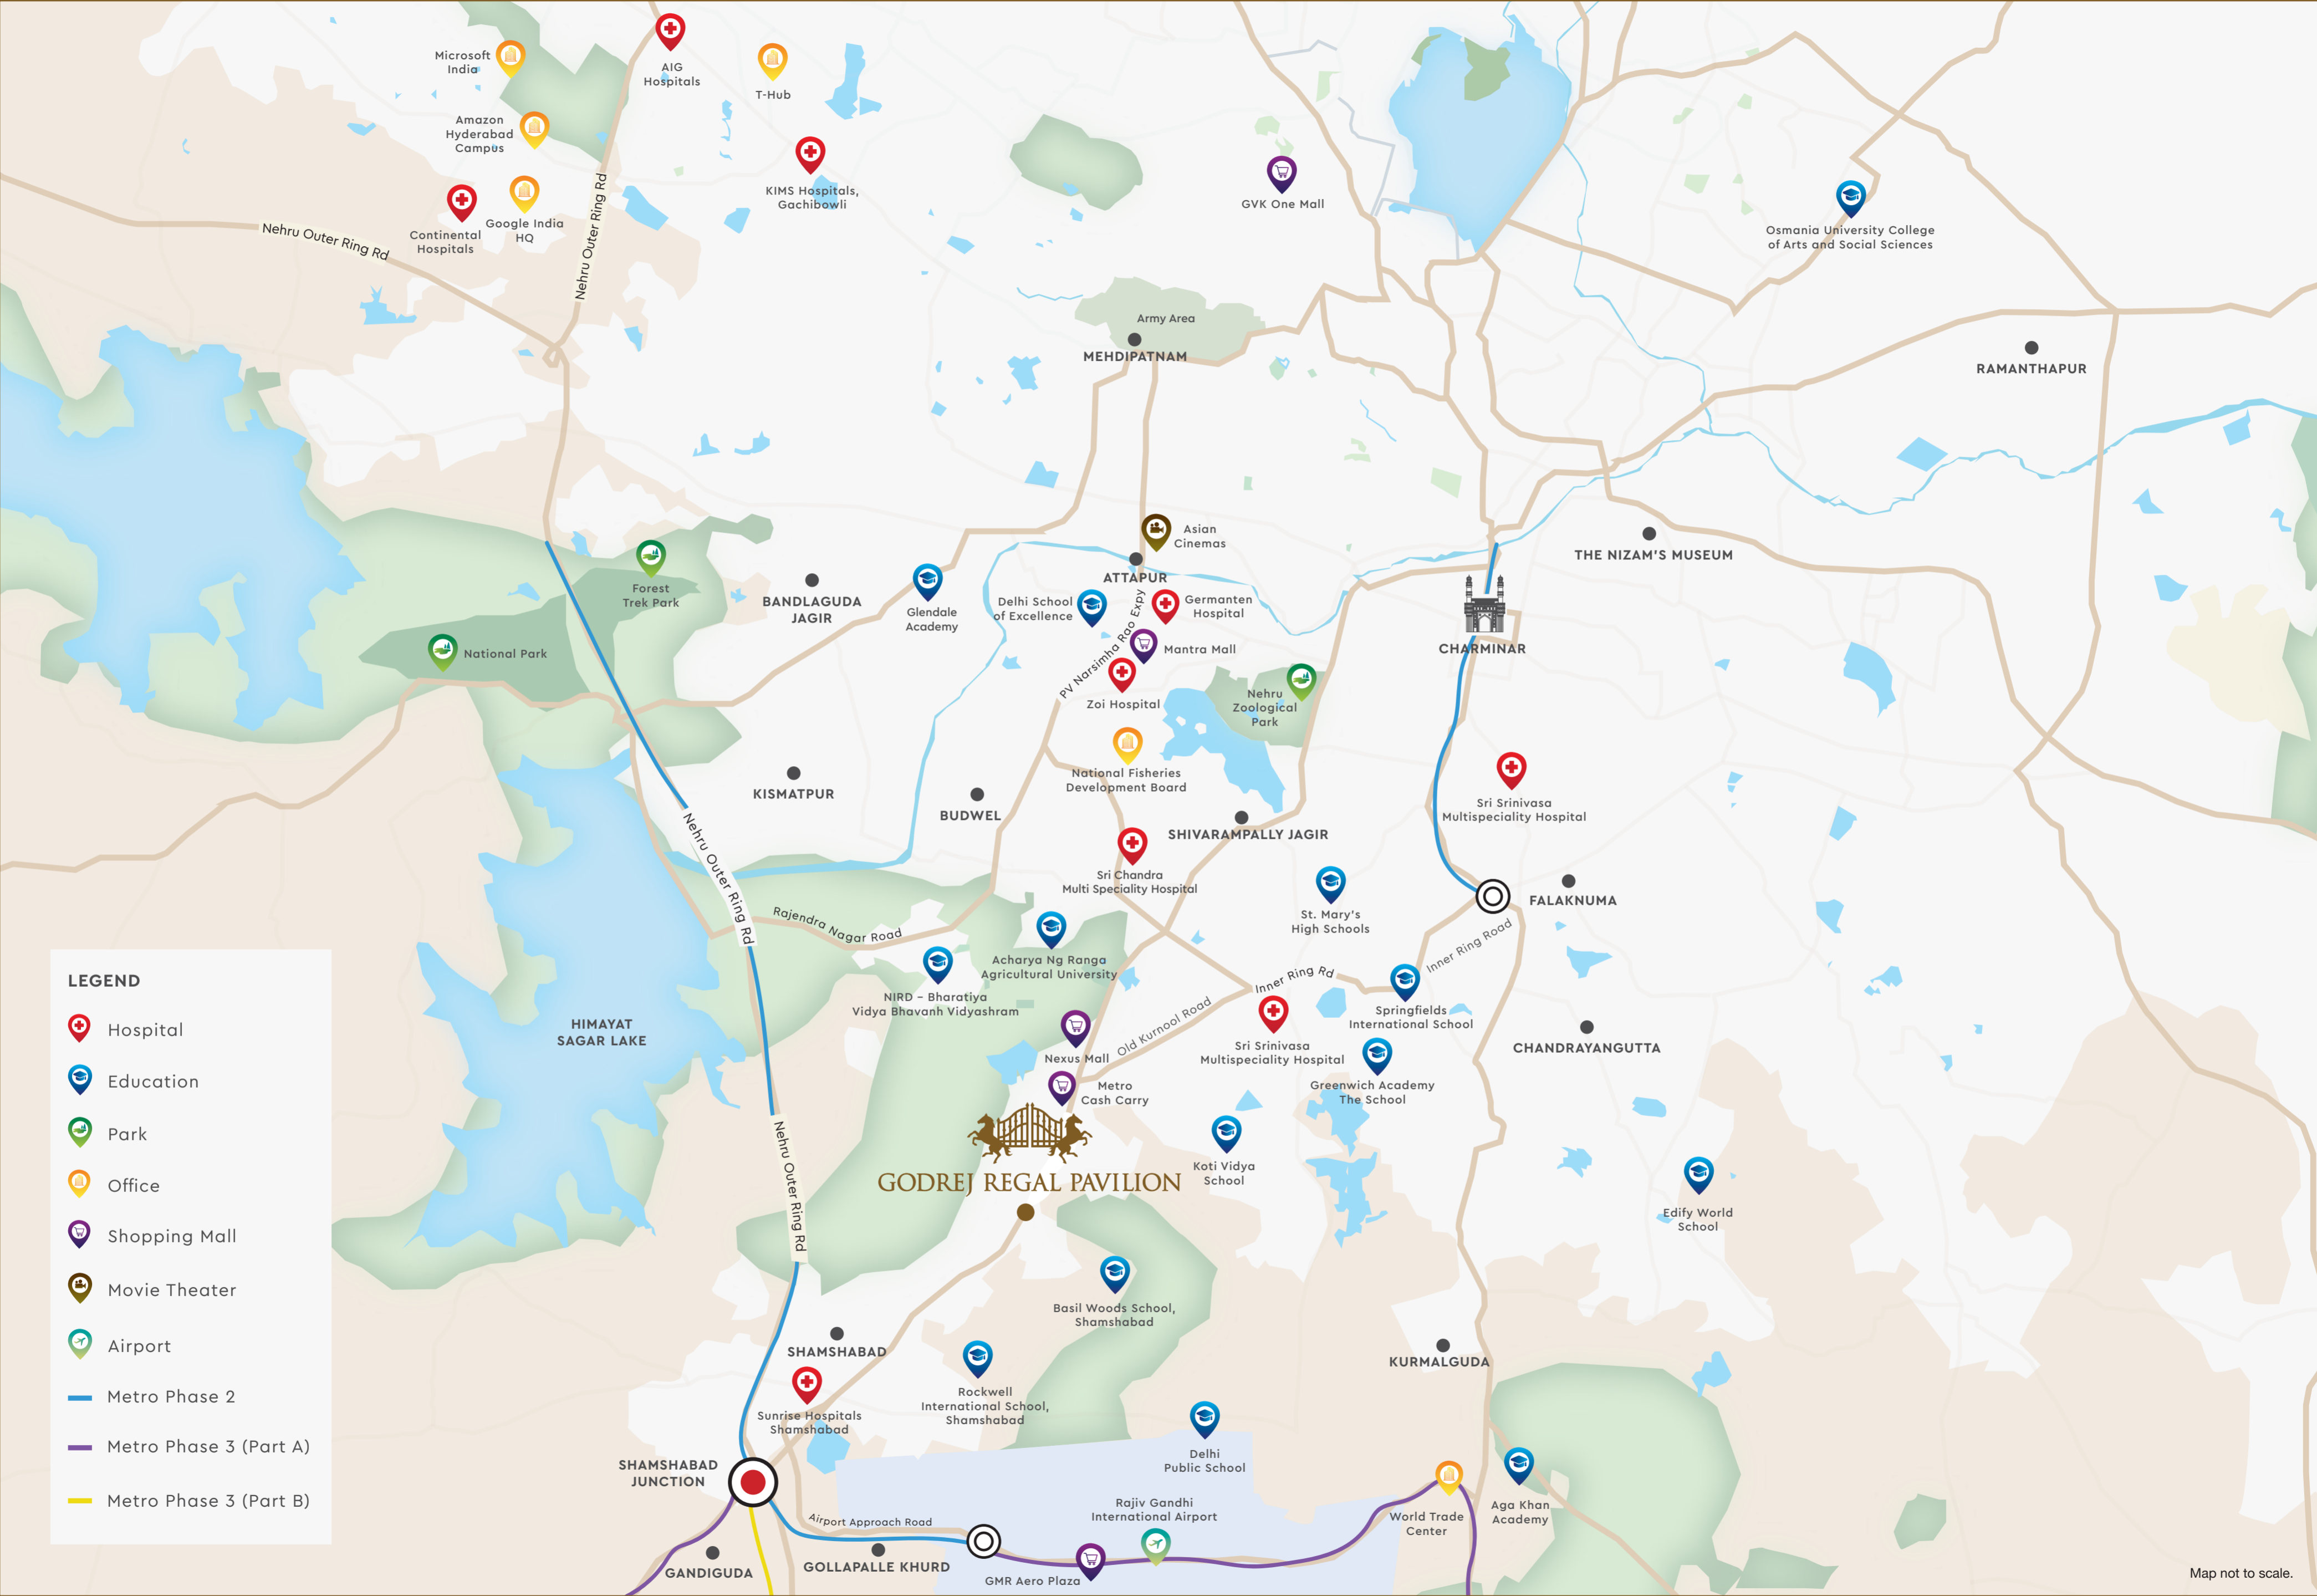 Microsoft
India
AIG
Hospitals
T-Hub
Amazon
Hyderabad
Campus
KIMS Hospitals,
Gachibowli
GVK One Mall
Continental
Hospitals
Google India
HQ
Osmania University College
of Arts and Social Sciences
Nehru Outer Ring Rd
Nehru Outer Ring Rd
Army Area
MEHDIPATNAM
RAMANTHAPUR
Asian
Cinemas
THE NIZAM'S MUSEUM
ATTAPUR
Forest
Trek Park
BANDLAGUDA
JAGIR
Glendale
Academy
Delhi School
of Excellence
Germanten
Hospital
PV Narsimha Rao Expy
National Park
Mantra Mall
CHARMINAR
Zoi Hospital
Nehru
Zoological
Park
National Fisheries
Development Board
KISMATPUR
BUDWEL
SHIVARAMPALLY JAGIR
Sri Srinivasa
Multispeciality Hospital
Nehru Outer Ring Rd
Sri Chandra
Multi Speciality Hospital
St. Mary's
High Schools
FALAKNUMA
Rajendra Nagar Road
Inner Ring Road
Acharya Ng Ranga
Agricultural University
NIRD - Bharatiya
Vidya Bhavanh Vidyashram
Inner Ring Rd
Springfields
International School
HIMAYAT
SAGAR LAKE
Old Kurnool Road
Nexus Mall
Sri Srinivasa
Multispeciality Hospital
CHANDRAYANGUTTA
Metro
Cash Carry
Greenwich Academy
The School
Nehru Outer Ring Rd
GODREJ REGAL PAVILION
Koti Vidya
School
Edify World
School
Basil Woods School,
Shamshabad
SHAMSHABAD
KURMALGUDA
Rockwell
International School,
Shamshabad
Sunrise Hospitals
Shamshabad
Delhi
Public School
SHAMSHABAD
JUNCTION
Rajiv Gandhi
International Airport
World Trade
Center
Aga Khan
Academy
Airport Approach Road
GANDIGUDA
GOLLAPALLE KHURD
GMR Aero Plaza
LEGEND
Hospital
Education
Park
Office
Shopping Mall
Movie Theater
Airport
Metro Phase 2
Metro Phase 3 (Part A)
Metro Phase 3 (Part B)
Map not to scale.